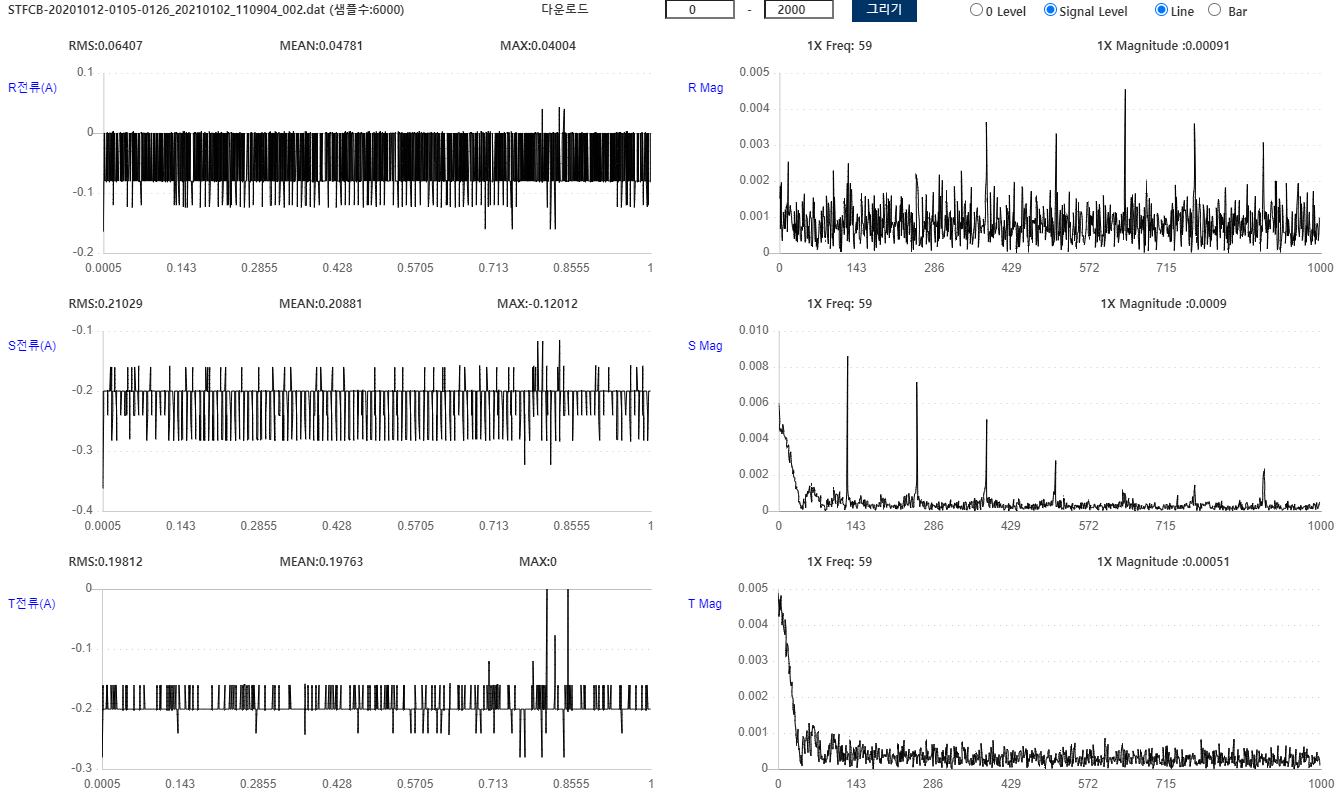 STFCB-20201012-0105-0126_20210102_110904_002.dat (샘플수:6000) 다운로드 0 - 2000 그리기 0 Level Signal Level Line Bar
RMS:0.06407 MEAN:0.04781 MAX:0.04004 1X Freq: 59 1X Magnitude :0.00091
R전류(A)
0.1
0
-0.1
-0.2
0.0005 0.143 0.2855 0.428 0.5705 0.713 0.8555 1
R Mag
0.005
0.004
0.003
0.002
0.001
0
0 143 286 429 572 715 1000
RMS:0.21029 MEAN:0.20881 MAX:-0.12012 1X Freq: 59 1X Magnitude :0.0009
S전류(A)
-0.1
-0.2
-0.3
-0.4
0.0005 0.143 0.2855 0.428 0.5705 0.713 0.8555 1
S Mag
0.010
0.008
0.006
0.004
0.002
0
0 143 286 429 572 715 1000
RMS:0.19812 MEAN:0.19763 MAX:0 1X Freq: 59 1X Magnitude :0.00051
T전류(A)
0
-0.1
-0.2
-0.3
0.0005 0.143 0.2855 0.428 0.5705 0.713 0.8555 1
T Mag
0.005
0.004
0.003
0.002
0.001
0
0 143 286 429 572 715 1000